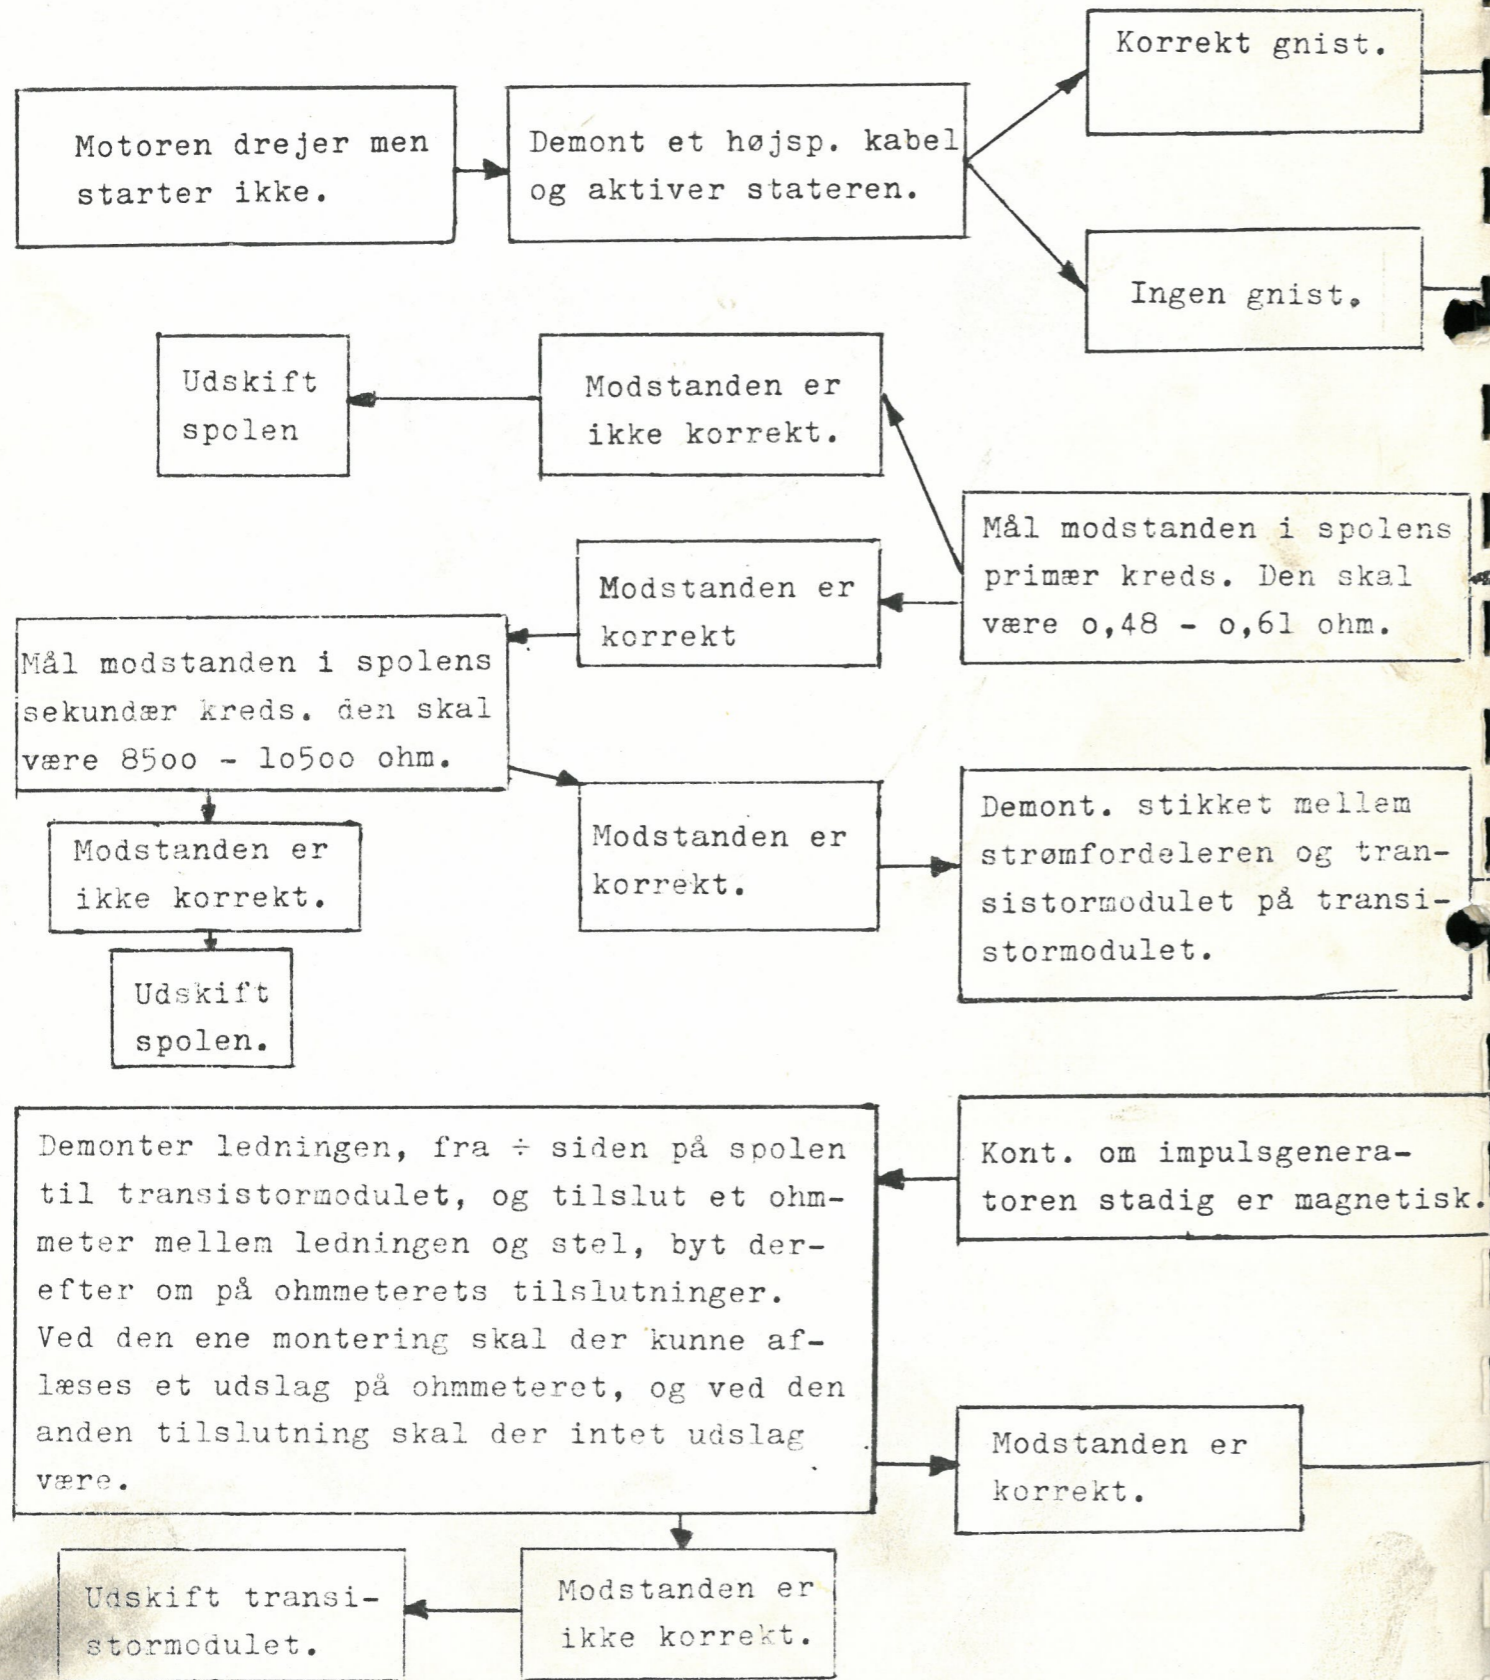 Motoren drejer men
starter ikke.
Demont et højsp. kabel
og aktiver stateren.
Korrekt gnist.
Ingen gnist.
Udskift
spolen
Modstanden er
ikke korrekt.
Mål modstanden i spolens
primær kreds. Den skal
være o,48 - o,61 ohm.
Modstanden er
korrekt
Mål modstanden i spolens
sekundær kreds. den skal
være 85oo - lo5oo ohm.
Modstanden er
ikke korrekt.
Udskift
spolen.
Modstanden er
korrekt.
Demont. stikket mellem
strømfordeleren og tran-
sistormodulet på transi-
stormodulet.
Kont. om impulsgenera-
toren stadig er magnetisk.
Demonter ledningen, fra ÷ siden på spolen
til transistormodulet, og tilslut et ohm-
meter mellem ledningen og stel, byt der-
efter om på ohmmeterets tilslutninger.
Ved den ene montering skal der kunne af-
læses et udslag på ohmmeteret, og ved den
anden tilslutning skal der intet udslag
være.
Modstanden er
korrekt.
Modstanden er
ikke korrekt.
Udskift transi-
stormodulet.